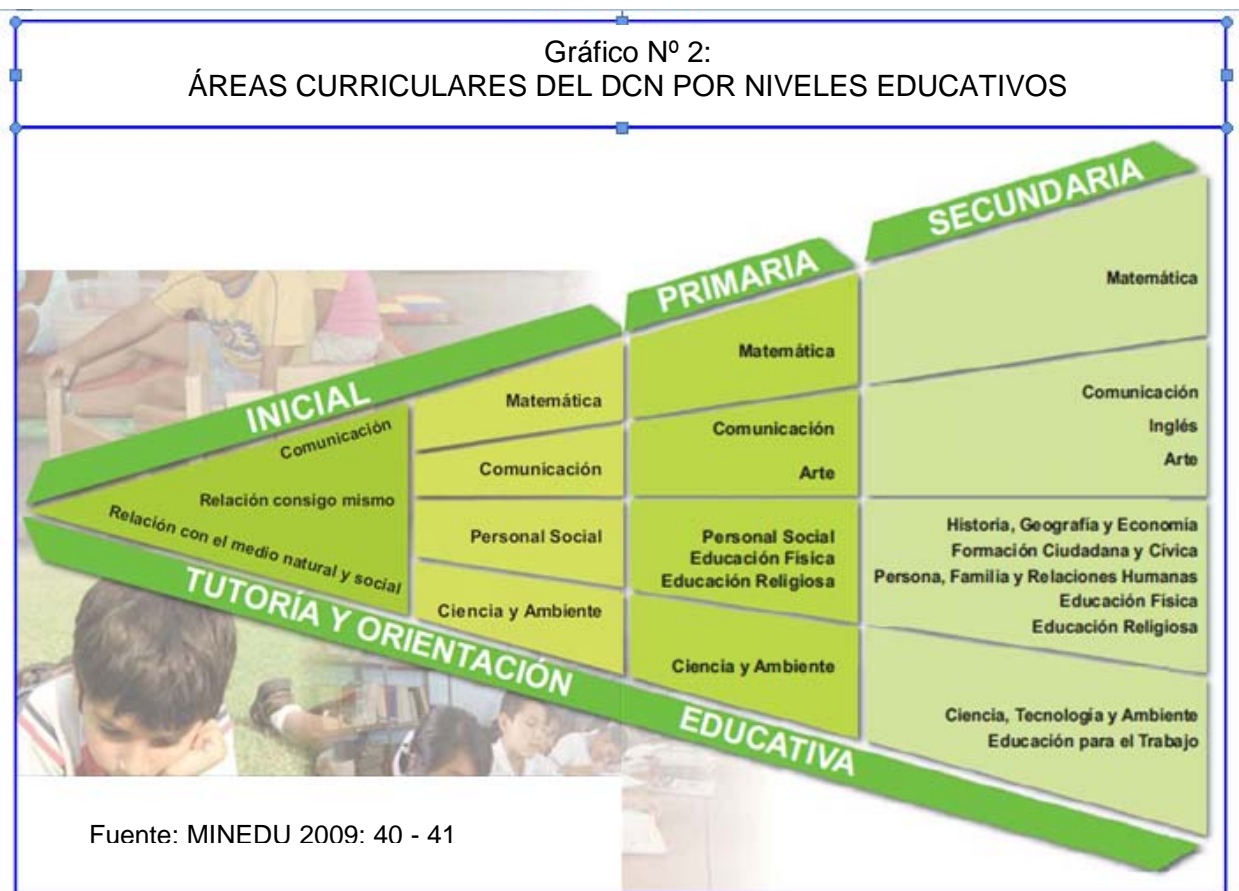 Gráfico Nº 2:
ÁREAS CURRICULARES DEL DCN POR NIVELES EDUCATIVOS
INICIAL
PRIMARIA
SECUNDARIA
Comunicación
Relación consigo mismo
Relación con el medio natural y social
Matemática
Comunicación
Personal Social
Ciencia y Ambiente
Matemática
Comunicación
Arte
Personal Social
Educación Física
Educación Religiosa
Ciencia y Ambiente
Matemática
Comunicación
Inglés
Arte
Historia, Geografía y Economía
Formación Ciudadana y Cívica
Persona, Familia y Relaciones Humanas
Educación Física
Educación Religiosa
Ciencia, Tecnología y Ambiente
Educación para el Trabajo
TUTORÍA Y ORIENTACIÓN EDUCATIVA
Fuente: MINEDU 2009: 40 - 41